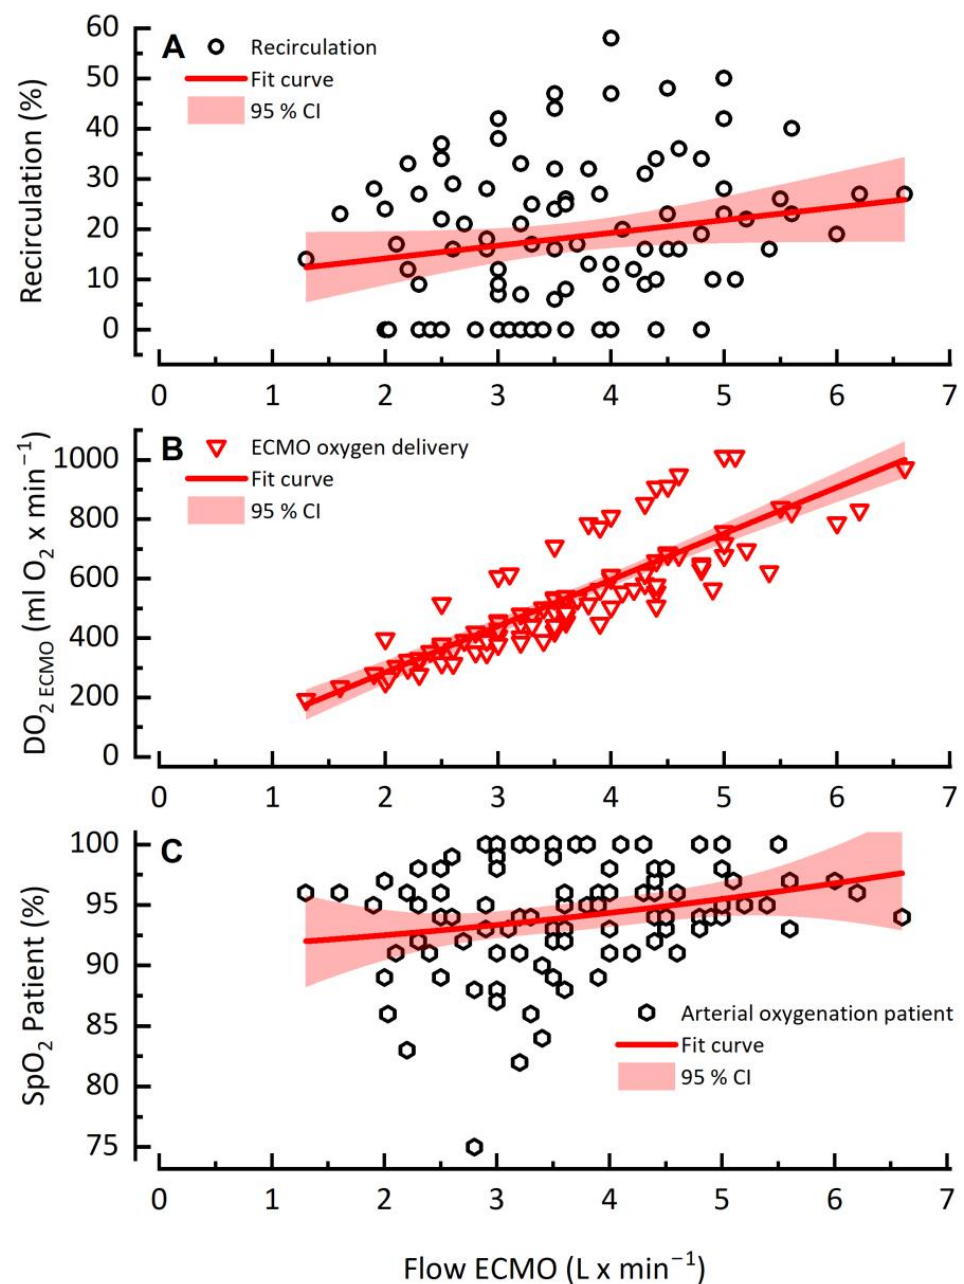 A
Recirculation
Fit curve
95 % CI
Recirculation (%)
60
50
40
30
20
10
0
0 1 2 3 4 5 6 7
B
ECMO oxygen delivery
Fit curve
95 % CI
DO₂ ECMO (ml O₂ x min⁻¹)
1000
800
600
400
200
0
0 1 2 3 4 5 6 7
C
SpO₂ Patient (%)
100
95
90
85
80
75
Arterial oxygenation patient
Fit curve
95 % CI
0 1 2 3 4 5 6 7
Flow ECMO (L x min⁻¹)